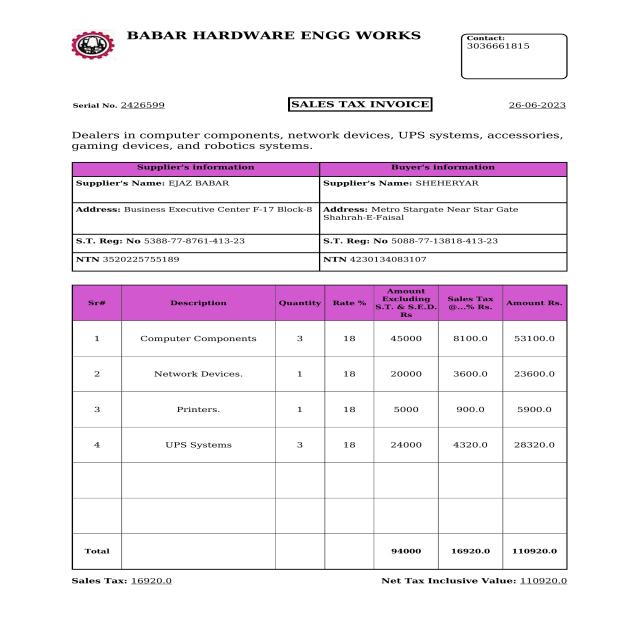 BABAR HARDWARE ENGG WORKS
Contact:
3036661815
Serial No. 2426599
SALES TAX INVOICE
26-06-2023
Dealers in computer components, network devices, UPS systems, accessories,
gaming devices, and robotics systems.
Supplier's information Buyer's information
Supplier's Name: EJAZ BABAR Supplier's Name: SHEHERYAR
Address: Business Executive Center F-17 Block-8 Address: Metro Stargate Near Star Gate
Shahrah-E-Faisal
S.T. Reg: No 5388-77-8761-413-23 S.T. Reg: No 5088-77-13818-413-23
NTN 3520225755189 NTN 4230134083107
Sr# Description Quantity Rate % Amount Excluding S.T. & S.E.D. Rs Sales Tax @...% Rs. Amount Rs.
1 Computer Components 3 18 45000 8100.0 53100.0
2 Network Devices. 1 18 20000 3600.0 23600.0
3 Printers. 1 18 5000 900.0 5900.0
4 UPS Systems 3 18 24000 4320.0 28320.0
Total 94000 16920.0 110920.0
Sales Tax: 16920.0 Net Tax Inclusive Value: 110920.0